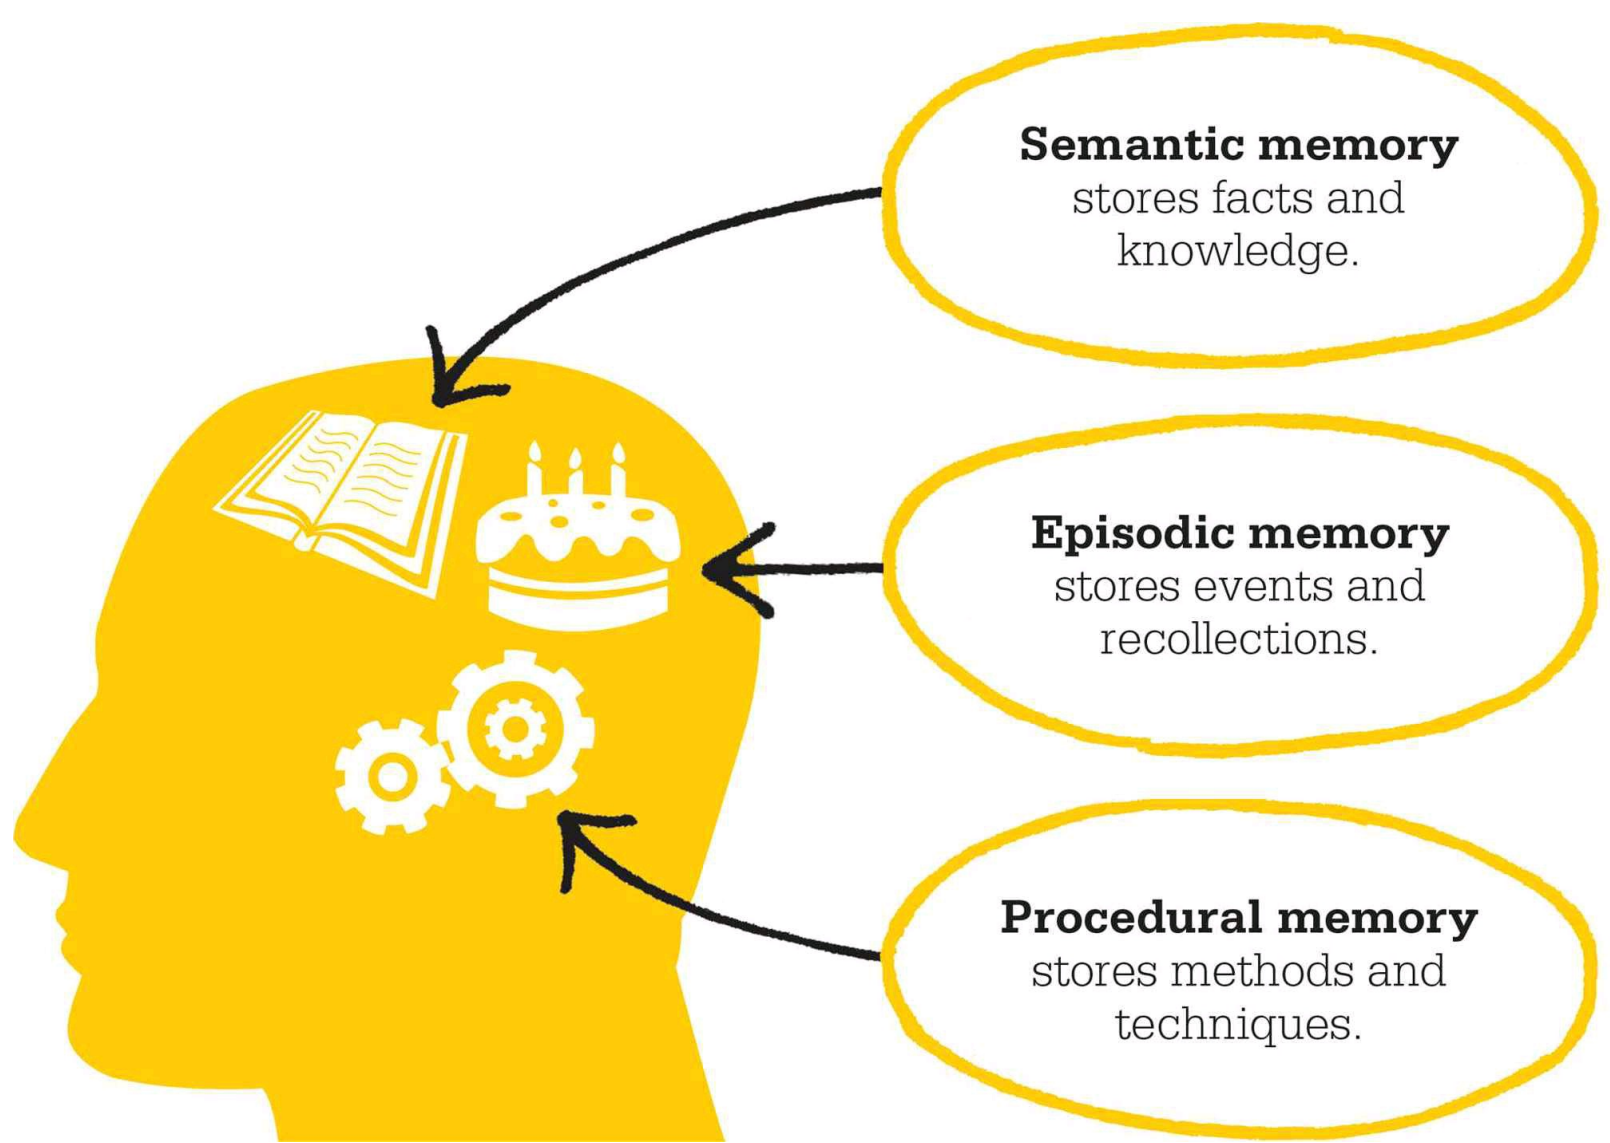 Semantic memory
stores facts and
knowledge.
Episodic memory
stores events and
recollections.
Procedural memory
stores methods and
techniques.